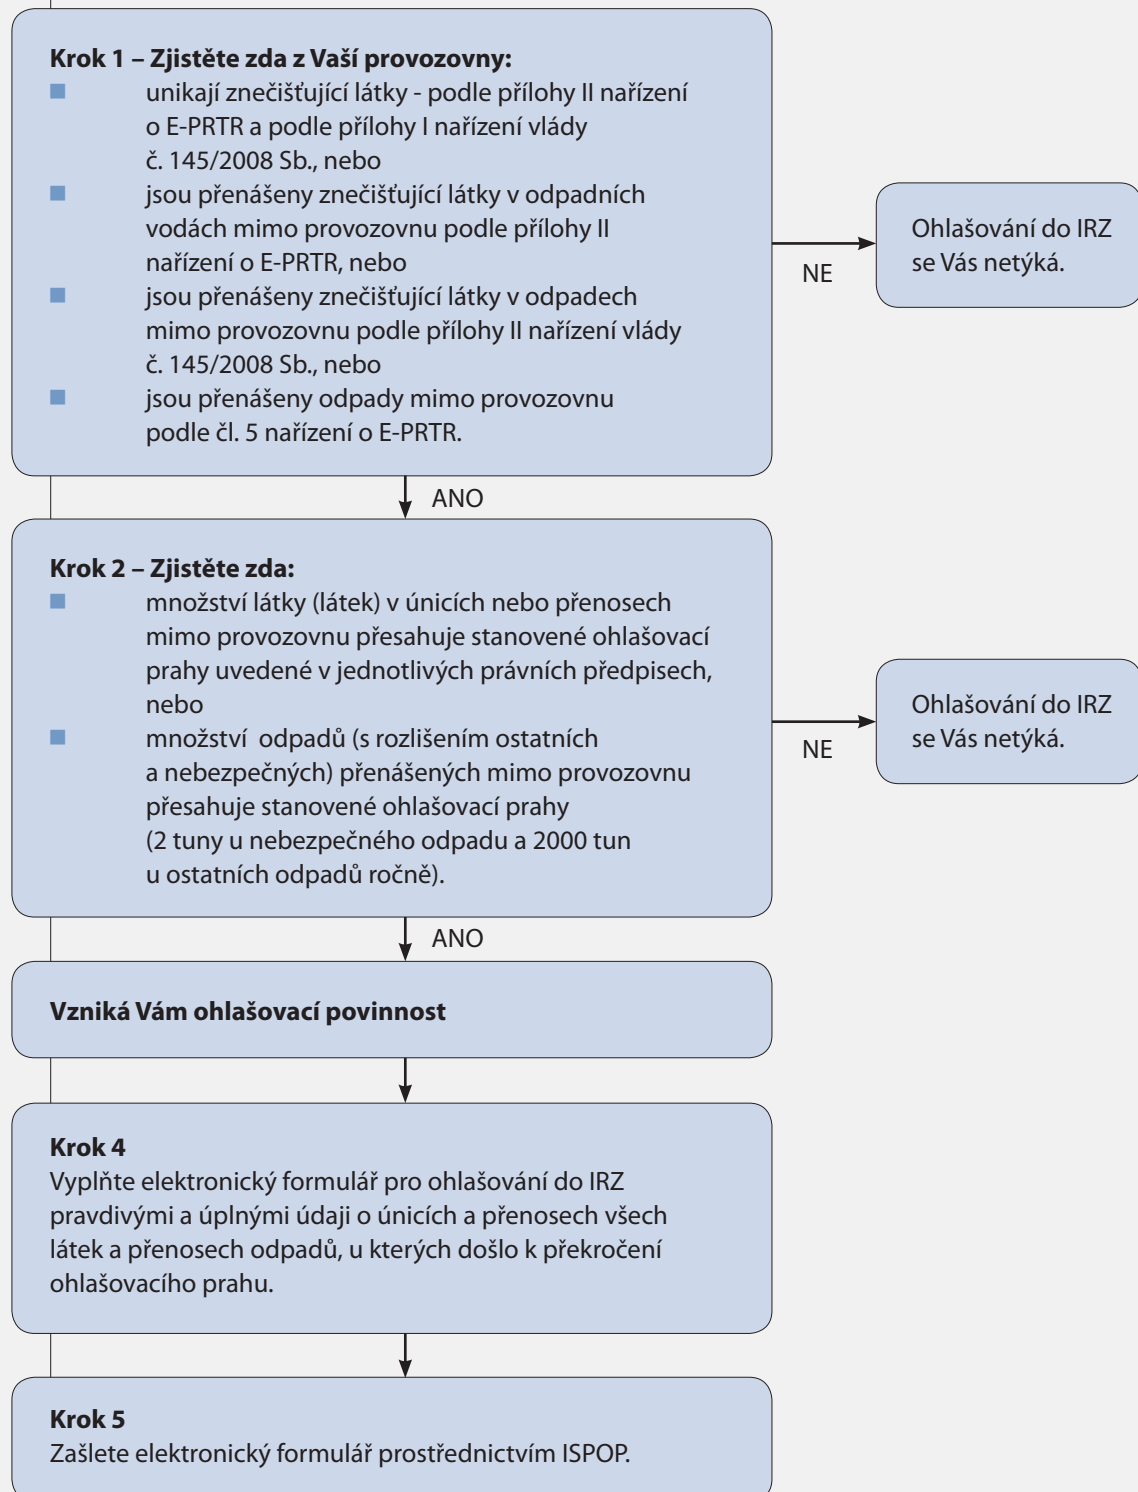 Krok 1 – Zjistěte zda z Vaší provozovny:
unikají znečišťující látky - podle přílohy II nařízení
o E-PRTR a podle přílohy I nařízení vlády
č. 145/2008 Sb., nebo
jsou přenášeny znečišťující látky v odpadních
vodách mimo provozovnu podle přílohy II
nařízení o E-PRTR, nebo
jsou přenášeny znečišťující látky v odpadech
mimo provozovnu podle přílohy II nařízení vlády
č. 145/2008 Sb., nebo
jsou přenášeny odpady mimo provozovnu
podle čl. 5 nařízení o E-PRTR.
NE
Ohlašování do IRZ
se Vás netýká.
ANO
Krok 2 – Zjistěte zda:
množství látky (látek) v únicích nebo přenosech
mimo provozovnu přesahuje stanovené ohlašovací
prahy uvedené v jednotlivých právních předpisech,
nebo
množství odpadů (s rozlišením ostatních
a nebezpečných) přenášených mimo provozovnu
přesahuje stanovené ohlašovací prahy
(2 tuny u nebezpečného odpadu a 2000 tun
u ostatních odpadů ročně).
NE
Ohlašování do IRZ
se Vás netýká.
ANO
Vzniká Vám ohlašovací povinnost
Krok 4
Vyplňte elektronický formulář pro ohlašování do IRZ
pravdivými a úplnými údaji o únicích a přenosech všech
látek a přenosech odpadů, u kterých došlo k překročení
ohlašovacího prahu.
Krok 5
Zašlete elektronický formulář prostřednictvím ISPOP.